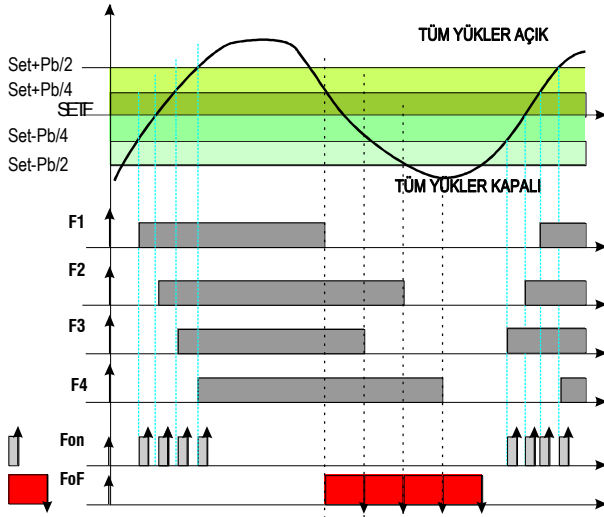 TÜM YÜKLER AÇIK
Set+Pb/2
Set+Pb/4
SETF
Set-Pb/4
Set-Pb/2
TÜM YÜKLER KAPALI
F1
F2
F3
F4
Fon
FoF